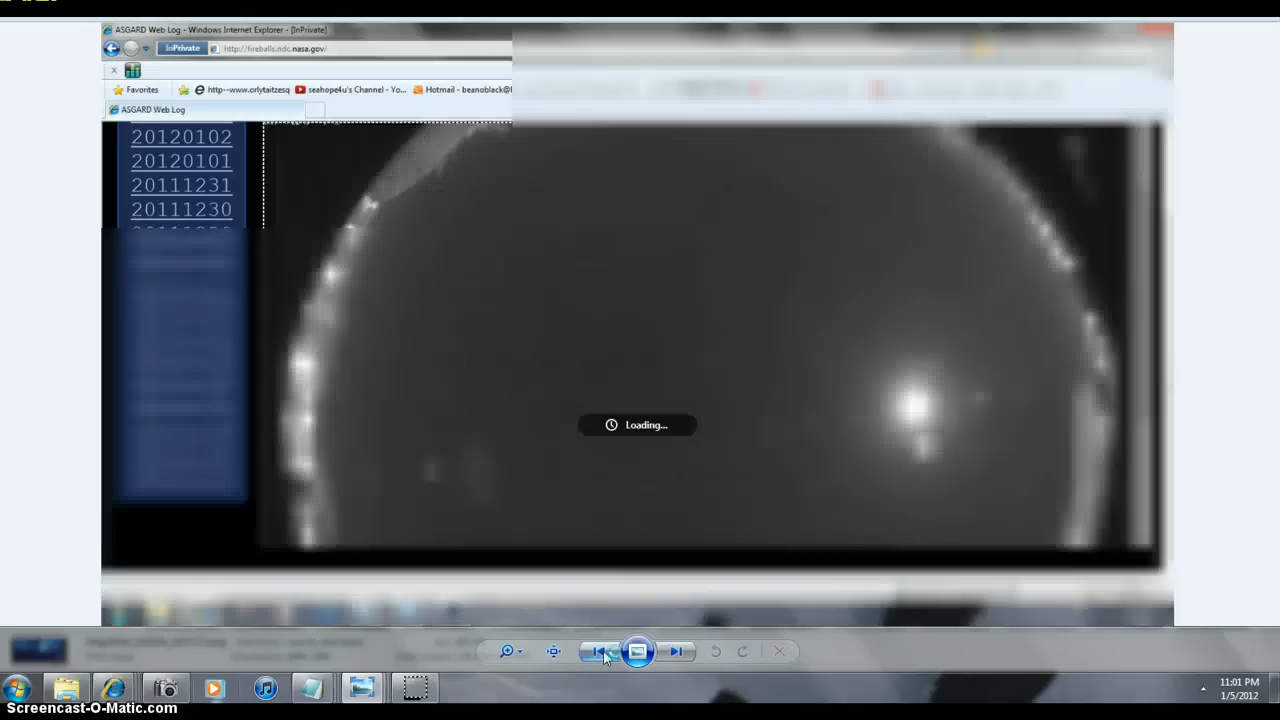 ASGARD Web Log - Windows Internet Explorer - [InPrivate]
InPrivate http://fireballs.ndc.nasa.gov/
x
Favorites http--www.orlytaitzesq seahope4u's Channel - Yo... Hotmail - beanoblack@
ASGARD Web Log
20120102
20120101
20111231
20111230
Loading...
11:01 PM
1/5/2012
Screencast-O-Matic.com